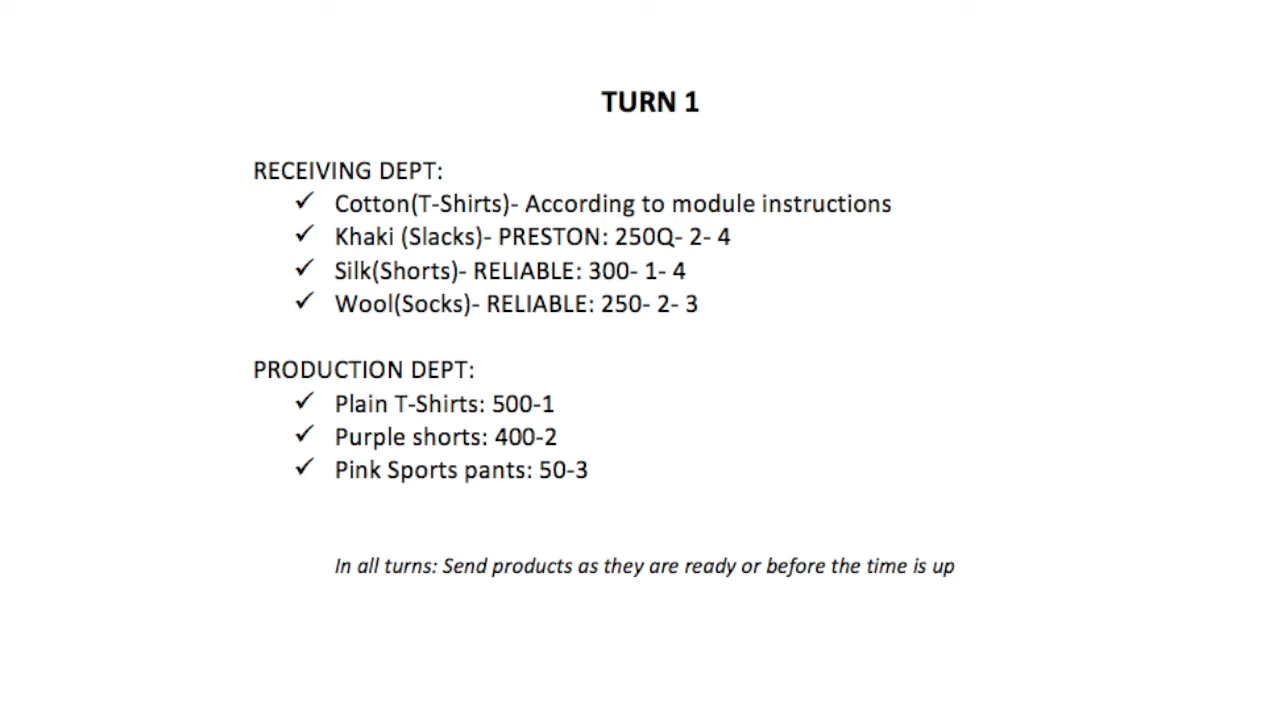 TURN 1
RECEIVING DEPT:
✓ Cotton(T-Shirts)- According to module instructions
✓ Khaki (Slacks)- PRESTON: 250Q- 2- 4
✓ Silk(Shorts)- RELIABLE: 300- 1- 4
✓ Wool(Socks)- RELIABLE: 250- 2- 3
PRODUCTION DEPT:
✓ Plain T-Shirts: 500-1
✓ Purple shorts: 400-2
✓ Pink Sports pants: 50-3
In all turns: Send products as they are ready or before the time is up